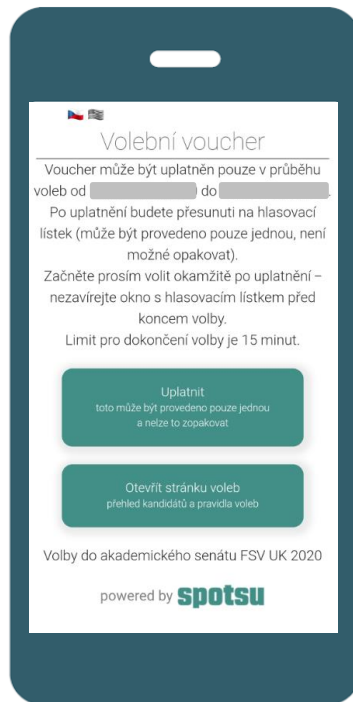 Volební voucher
Voucher může být uplatněn pouze v průběhu
voleb od ) do .
Po uplatnění budete přesunuti na hlasovací
lístek (může být provedeno pouze jednou, není
možné opakovat).
Začněte prosím volit okamžitě po uplatnění –
nezavírejte okno s hlasovacím lístkem před
koncem volby.
Limit pro dokončení volby je 15 minut.
Uplatnit
toto může být provedeno pouze jednou
a nelze to zopakovat
Otevřít stránku voleb
přehled kandidátů a pravidla voleb
Volby do akademického senátu FSV UK 2020
powered by spotsu